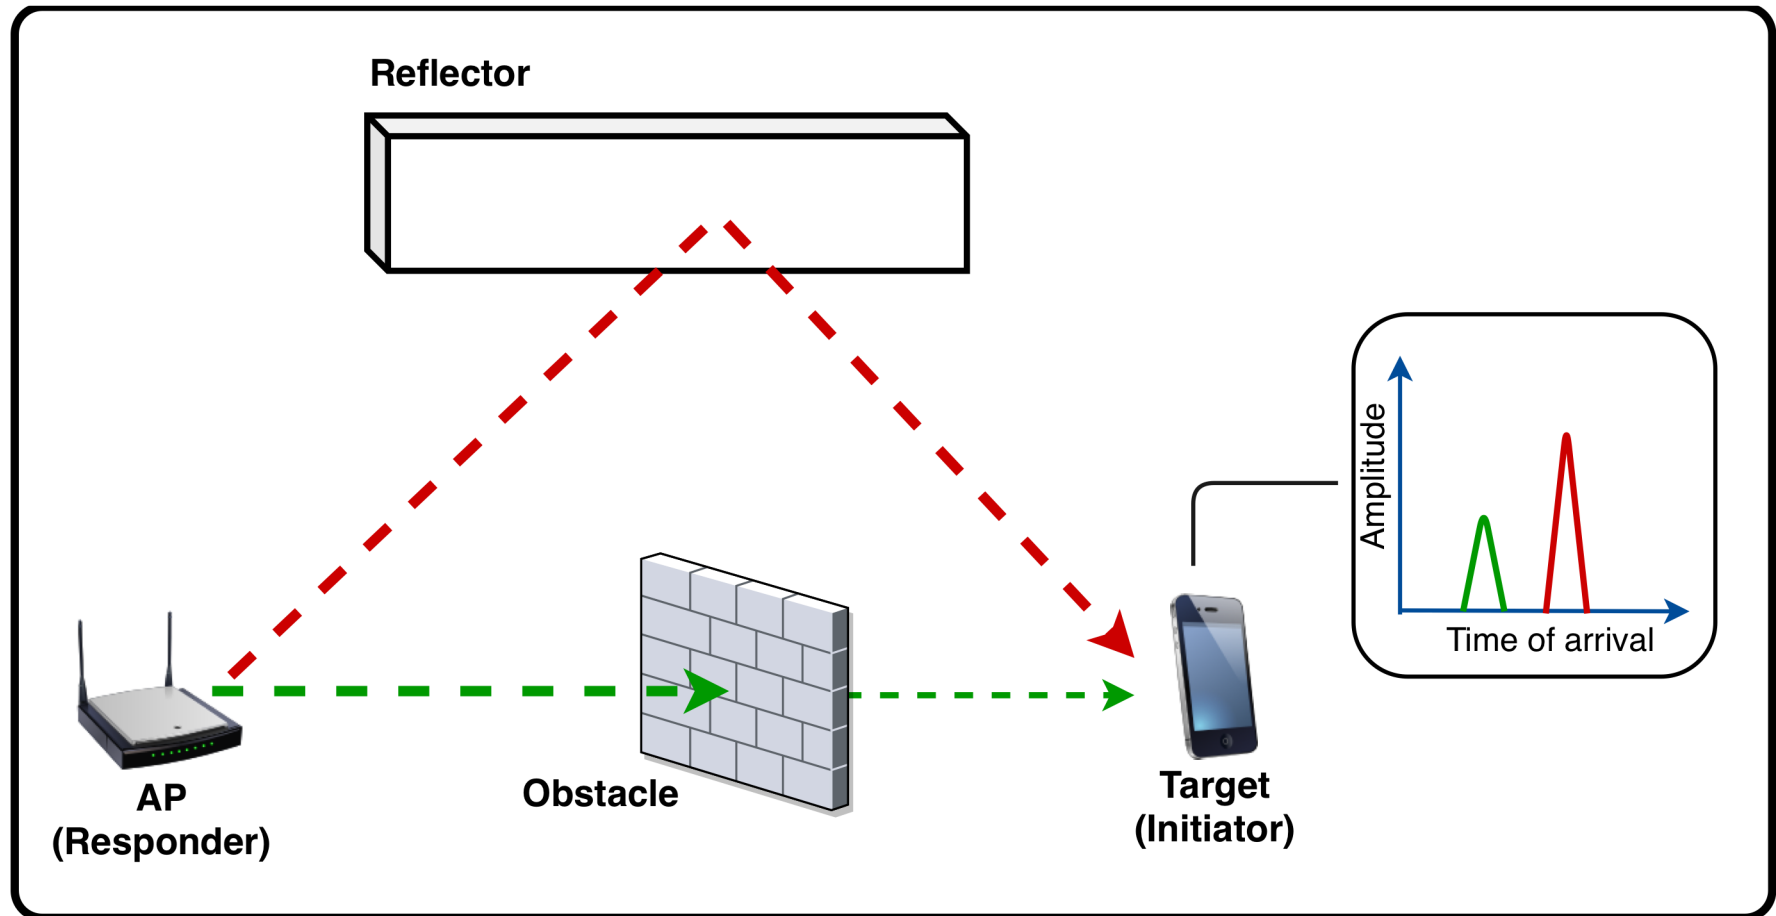 Reflector
Amplitude
Time of arrival
Obstacle
AP
(Responder)
Target
(Initiator)